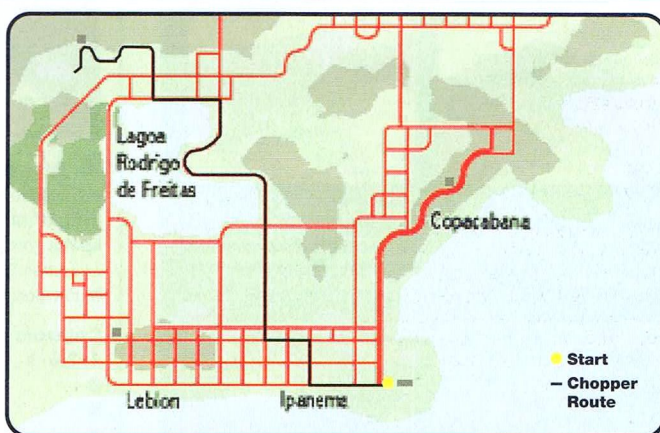 Lagoa
Rodrigo
de Freitas
Copacabana
Leblon
Ipanema
Start
Chopper
Route